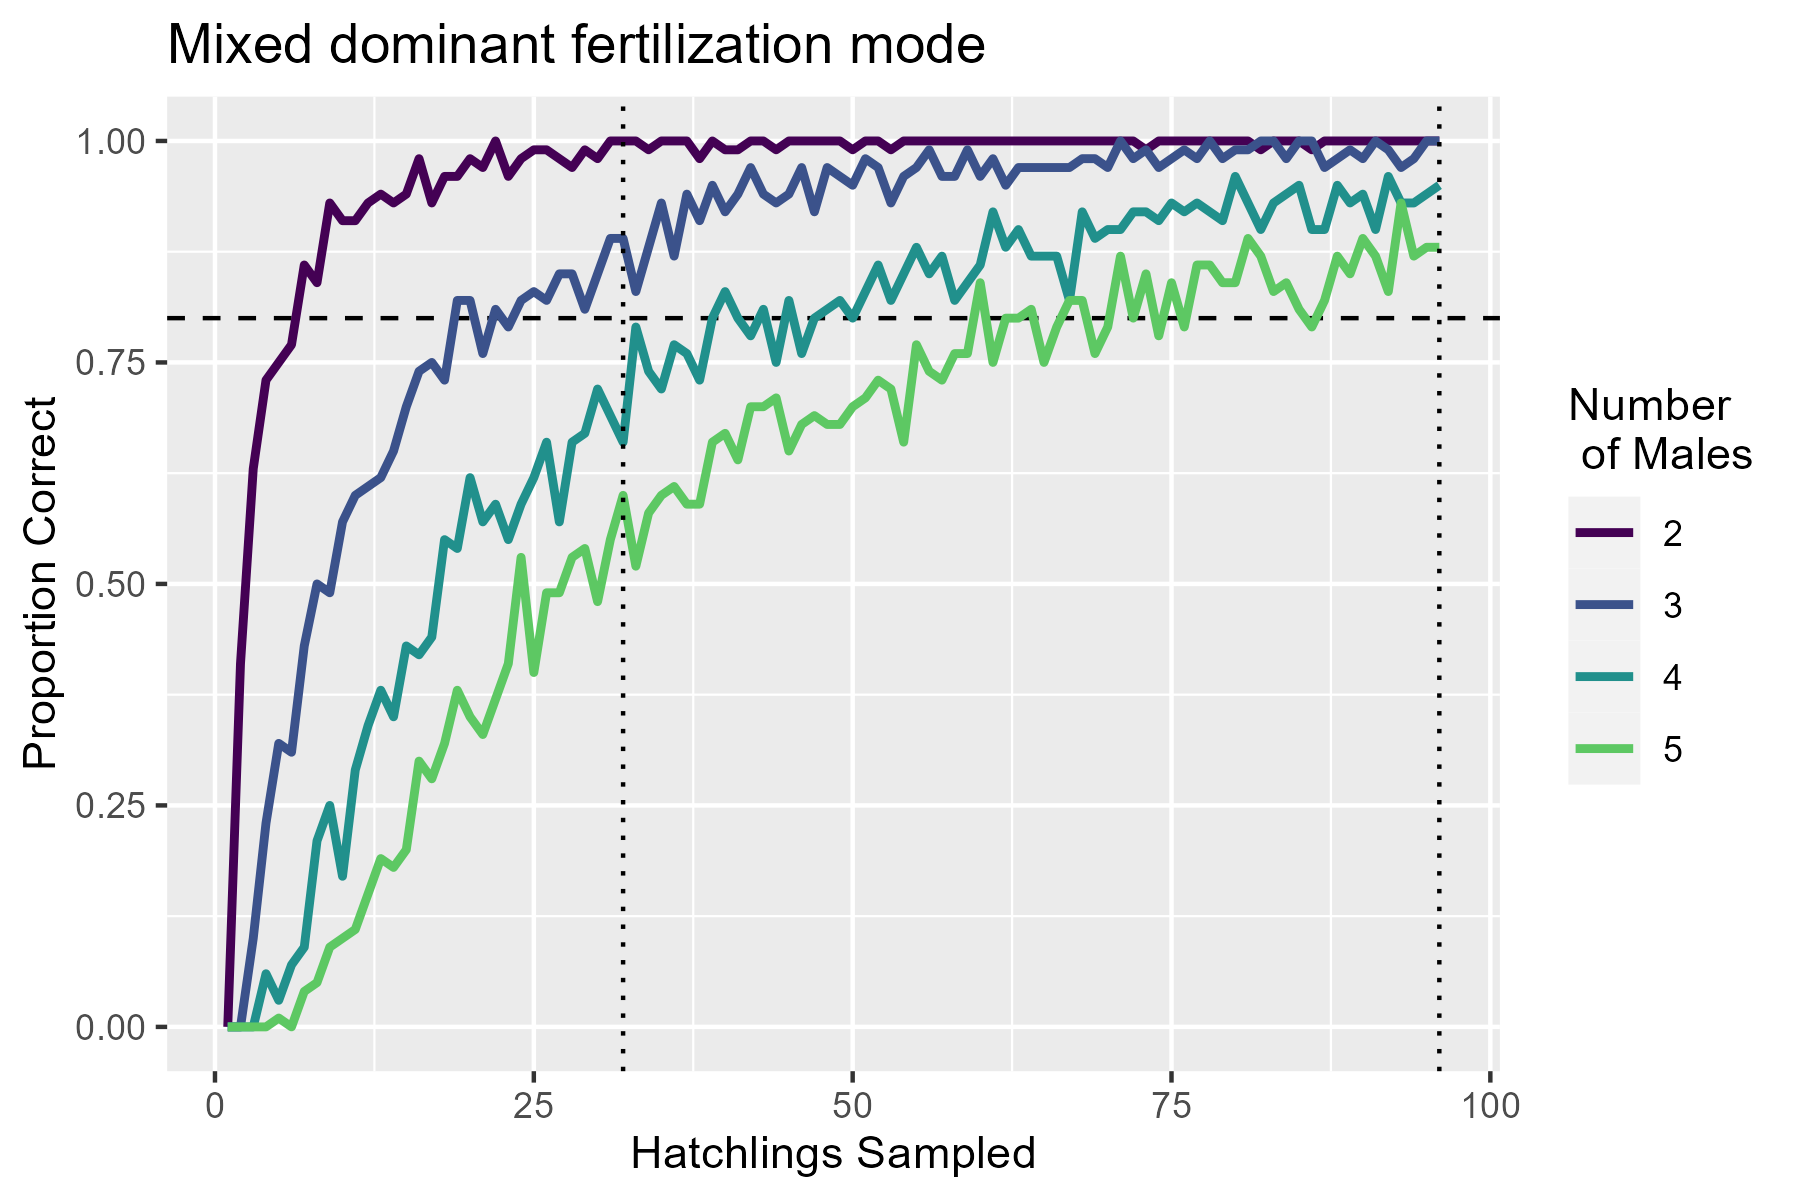 Mixed dominant fertilization mode
Proportion Correct
1.00
0.75
0.50
0.25
0.00
0
25
50
75
100
Hatchlings Sampled
Number
of Males
2
3
4
5